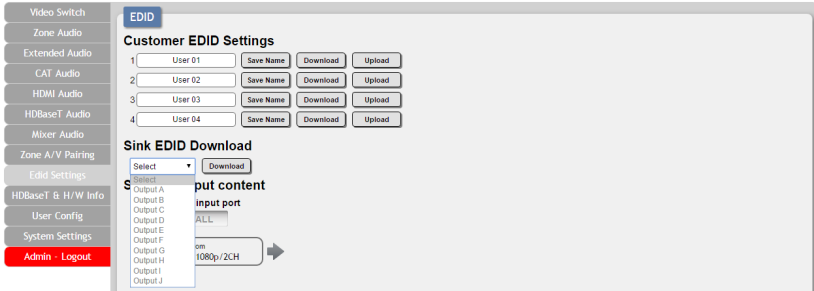 Video Switch
Zone Audio
Extended Audio
CAT Audio
HDMI Audio
HDBaseT Audio
Mixer Audio
Zone A/V Pairing
Edid Settings
HDBaseT & H/W Info
User Config
System Settings
Admin - Logout
EDID
Customer EDID Settings
1 User 01 Save Name Download Upload
2 User 02 Save Name Download Upload
3 User 03 Save Name Download Upload
4 User 04 Save Name Download Upload
Sink EDID Download
Select Download
Select
Output A
Output B
Output C
Output D
Output E
Output F
Output G
Output H
Output I
Output J
content
input port
ALL
1080p/2CH